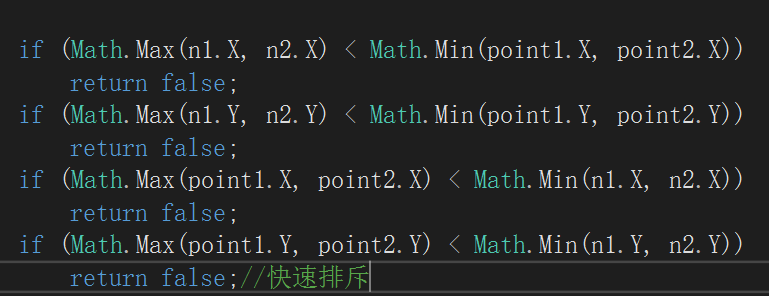 if (Math.Max(n1.X, n2.X) < Math.Min(point1.X, point2.X))
    return false;
if (Math.Max(n1.Y, n2.Y) < Math.Min(point1.Y, point2.Y))
    return false;
if (Math.Max(point1.X, point2.X) < Math.Min(n1.X, n2.X))
    return false;
if (Math.Max(point1.Y, point2.Y) < Math.Min(n1.Y, n2.Y))
    return false;//快速排斥